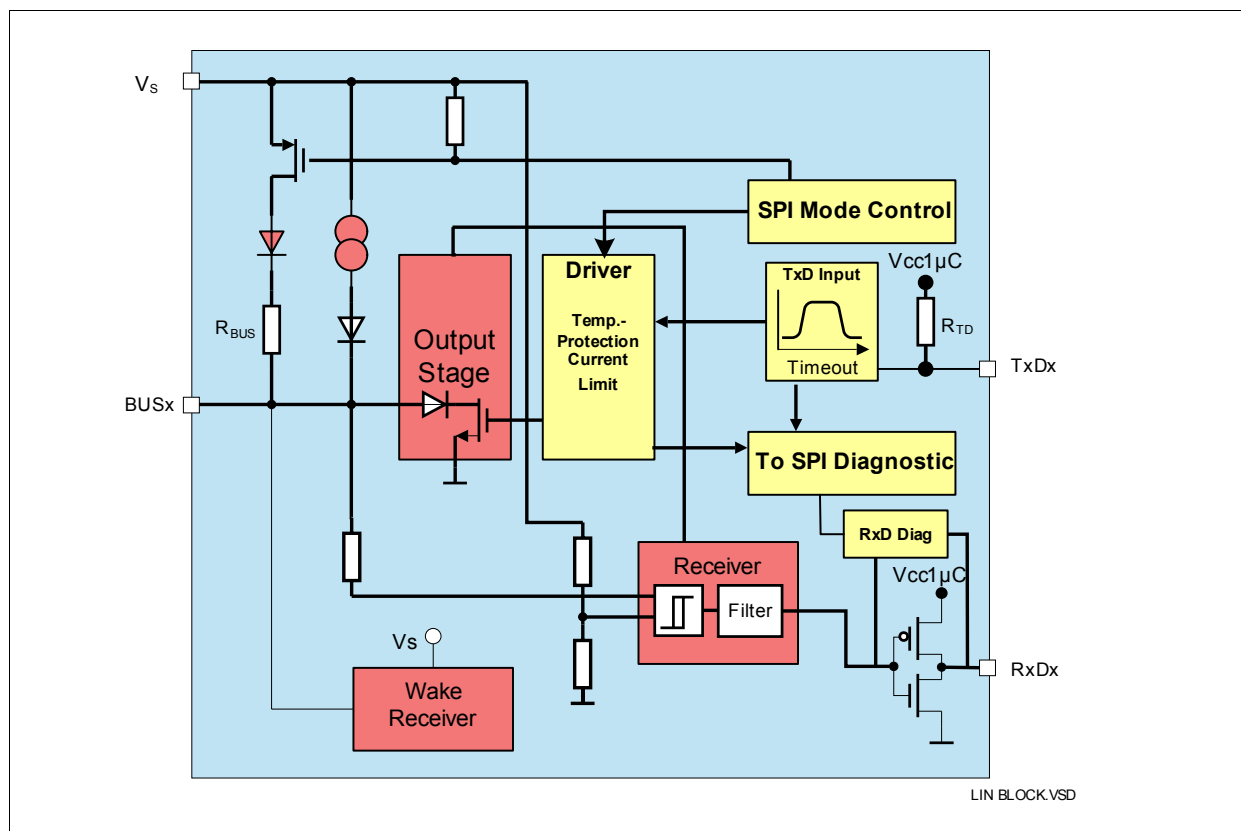 Vs
SPI Mode Control
Vcc1µC
Driver
TxD Input
Temp.-
Protection
Current
Limit
RBUS
RTD
Output
Stage
Timeout
TxDx
BUSx
To SPI Diagnostic
RxD Diag
Receiver
Vcc1µC
Filter
Vs
RxDx
Wake
Receiver
LIN BLOCK.VSD